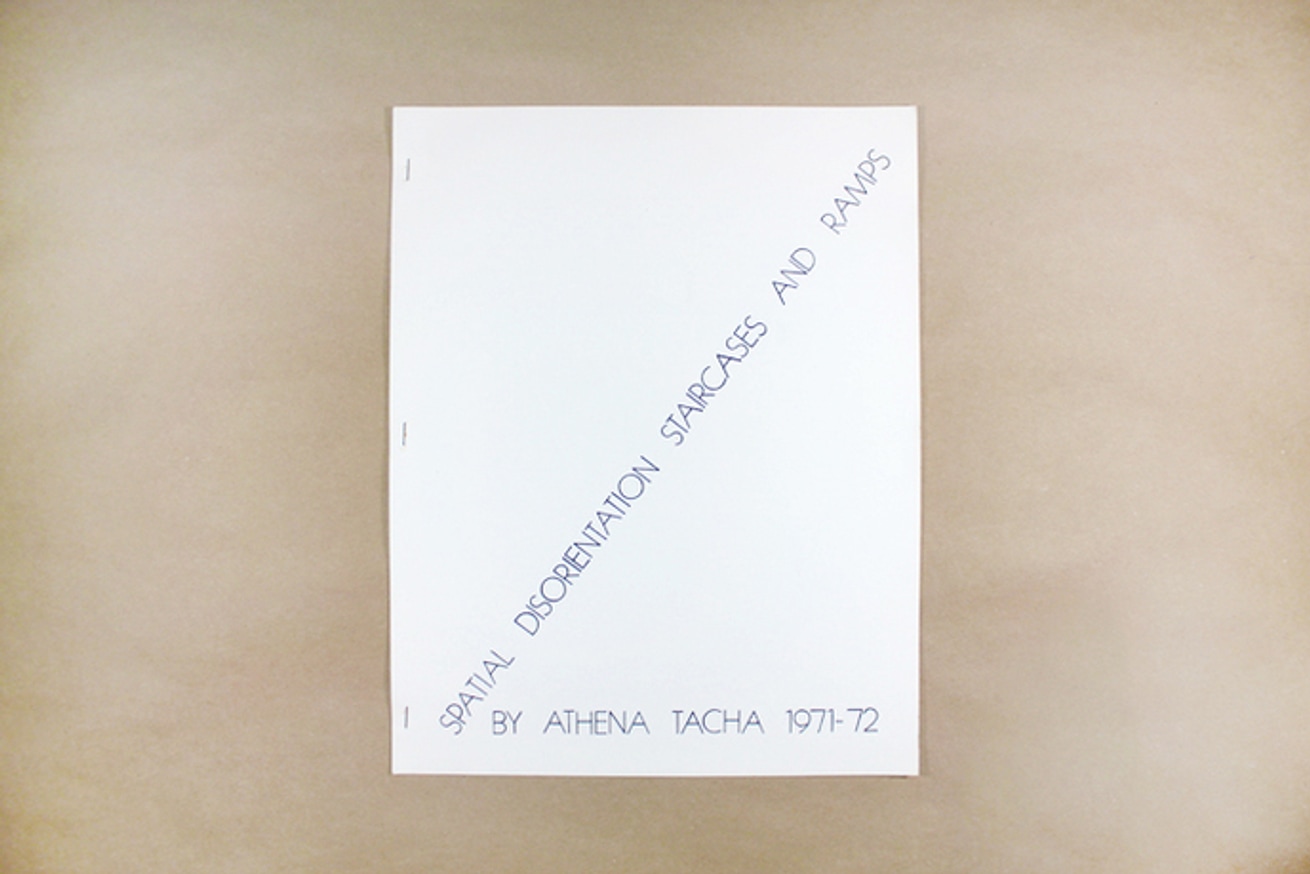 SPATIAL DISORIENTATION STAIRCASES AND RAMPS
BY ATHENA TACHA 1971-72